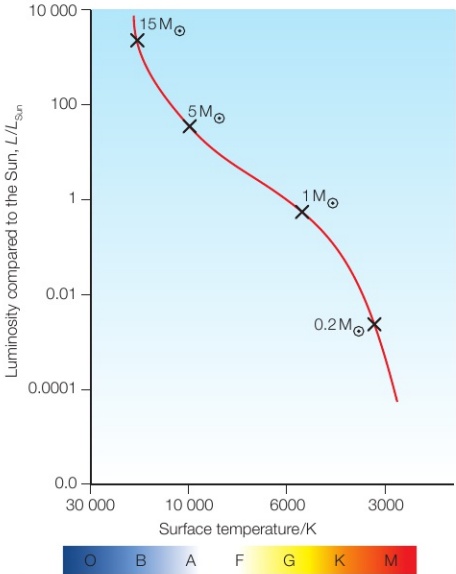 10 000
15 M☉
100
5 M☉
1
1 M☉
0.01
0.2 M☉
0.0001
0.0
Luminosity compared to the Sun, L/LSun
30 000 10 000 6000 3000
Surface temperature/K
O B A F G K M